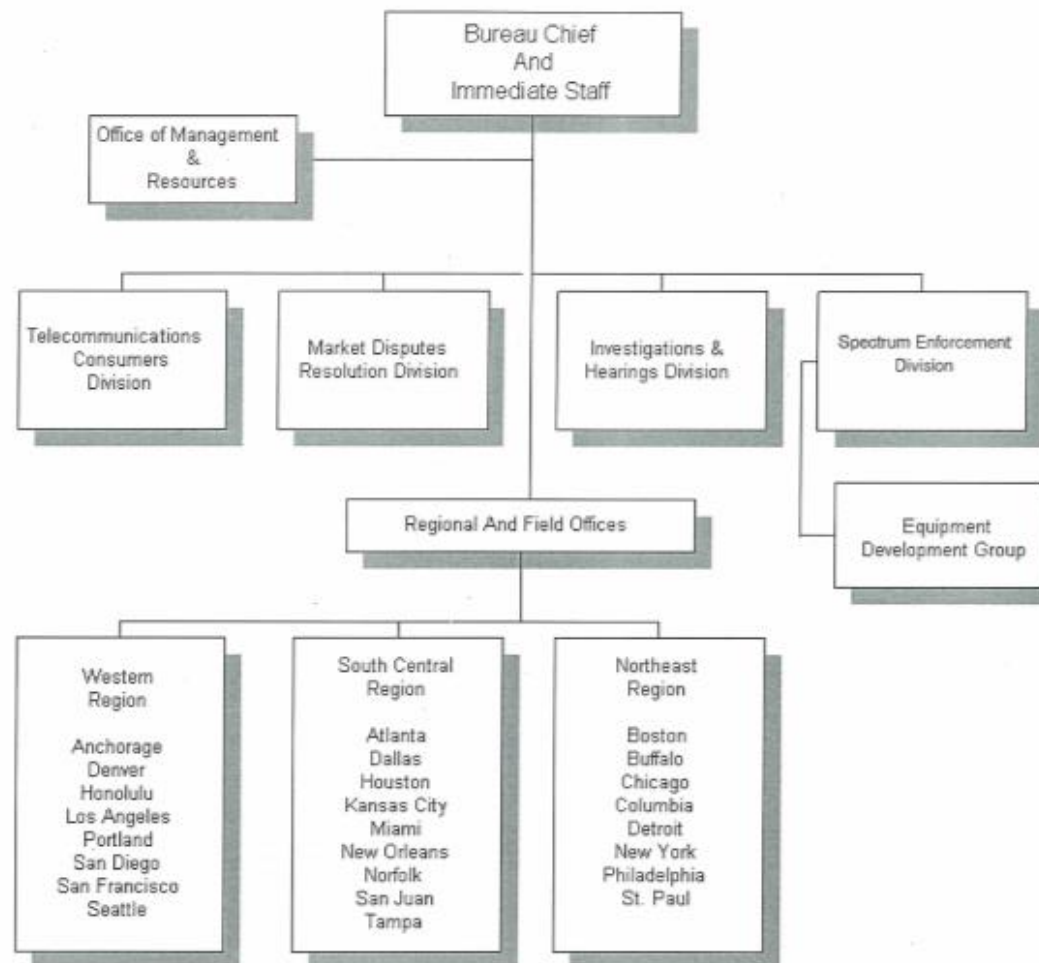 Bureau Chief
And
Immediate Staff
Office of Management
&
Resources
Telecommunications
Consumers
Division
Market Disputes
Resolution Division
Investigations &
Hearings Division
Spectrum Enforcement
Division
Equipment
Development Group
Regional And Field Offices
Western
Region
Anchorage
Denver
Honolulu
Los Angeles
Portland
San Diego
San Francisco
Seattle
South Central
Region
Atlanta
Dallas
Houston
Kansas City
Miami
New Orleans
Norfolk
San Juan
Tampa
Northeast
Region
Boston
Buffalo
Chicago
Columbia
Detroit
New York
Philadelphia
St. Paul